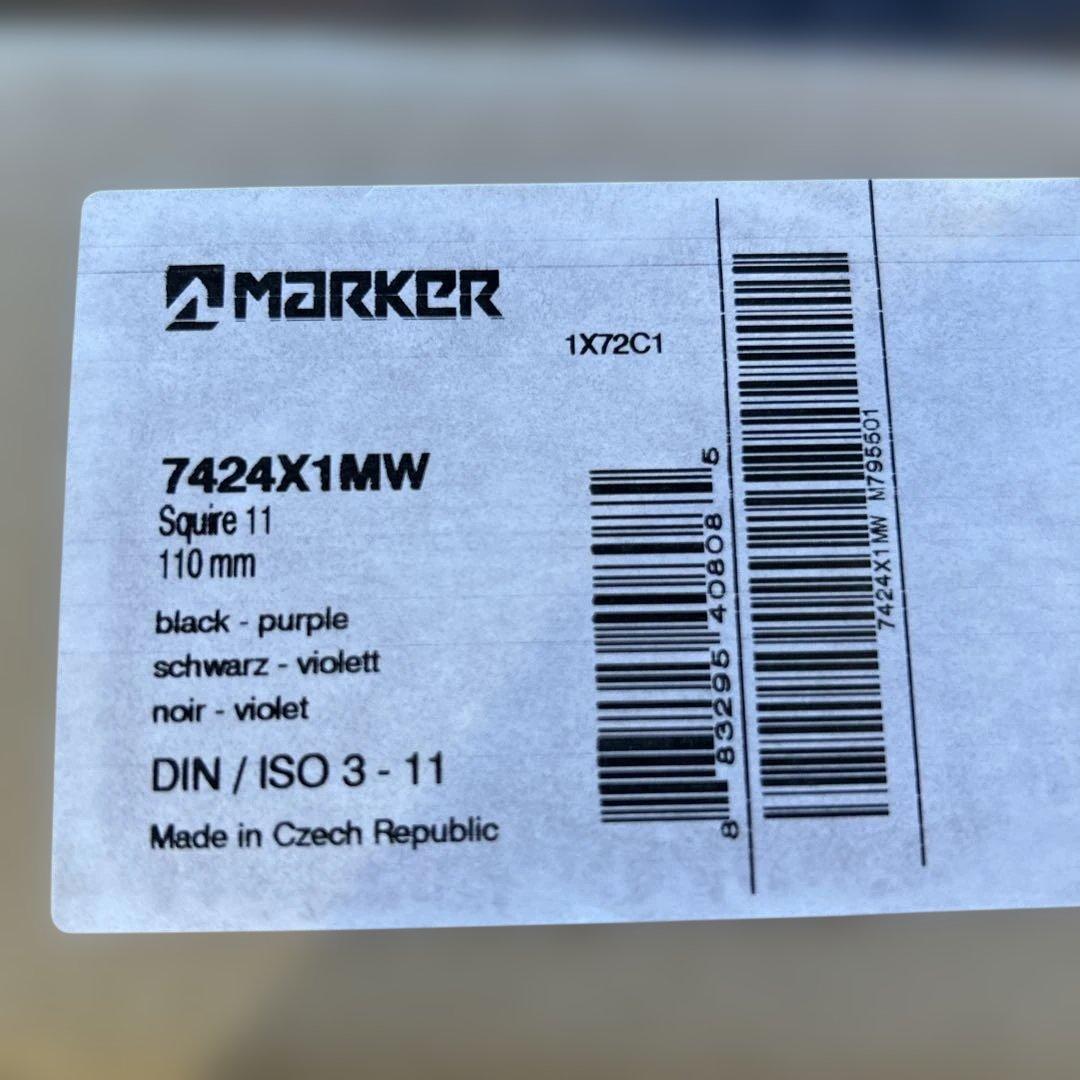 MARKER
1X72C1
7424X1MW
Squire 11
110 mm
black - purple
schwarz - violett
noir - violet
DIN / ISO 3 - 11
Made in Czech Republic
8 83295 40808 5
7424X1MW M795501